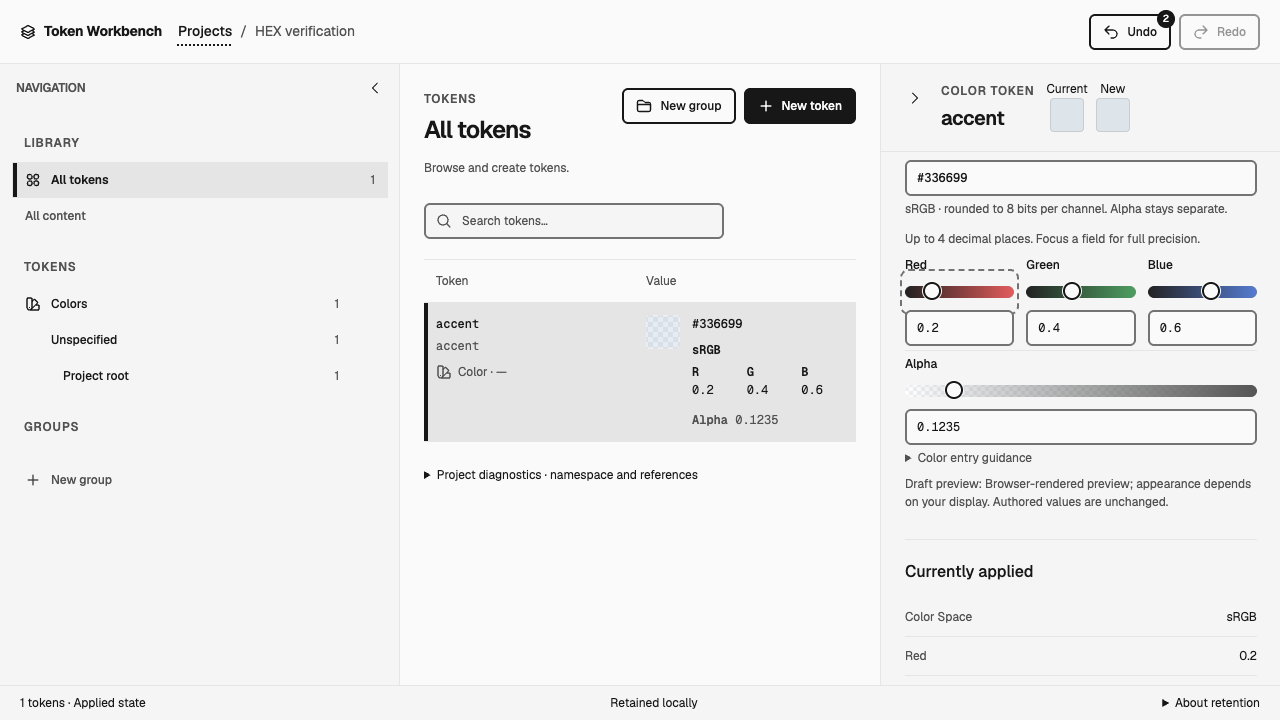 Token Workbench
Projects / HEX verification
Undo
2
Redo
NAVIGATION
LIBRARY
All tokens 1
All content
TOKENS
Colors 1
Unspecified 1
Project root 1
GROUPS
New group
TOKENS
All tokens
New group
New token
Browse and create tokens.
Search tokens…
Token Value
accent
accent
Color · —
#336699
sRGB
R G B
0.2 0.4 0.6
Alpha 0.1235
Project diagnostics · namespace and references
COLOR TOKEN
accent
Current New
#336699
sRGB · rounded to 8 bits per channel. Alpha stays separate.
Up to 4 decimal places. Focus a field for full precision.
Red Green Blue
0.2 0.4 0.6
Alpha
0.1235
Color entry guidance
Draft preview: Browser-rendered preview; appearance depends
on your display. Authored values are unchanged.
Currently applied
Color Space sRGB
Red 0.2
1 tokens · Applied state
Retained locally
About retention